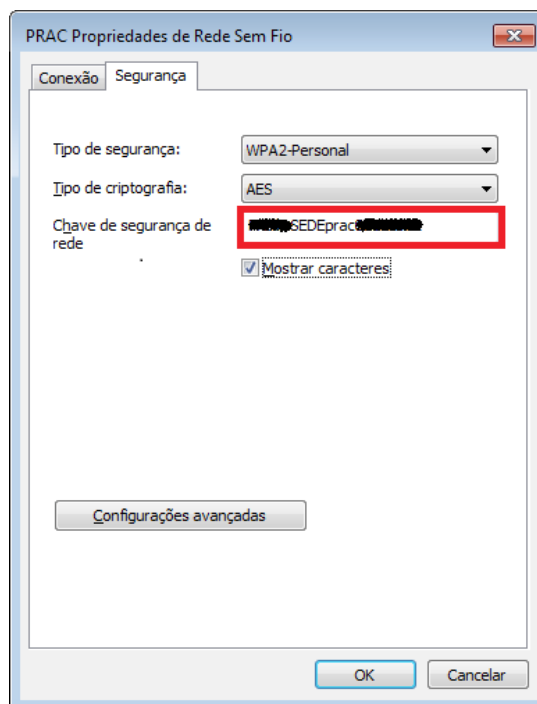 PRAC Propriedades de Rede Sem Fio
Conexão Segurança
Tipo de segurança: WPA2-Personal
Tipo de criptografia: AES
Chave de segurança de SEDEprac
rede
Mostrar caracteres
Configurações avançadas
OK Cancelar